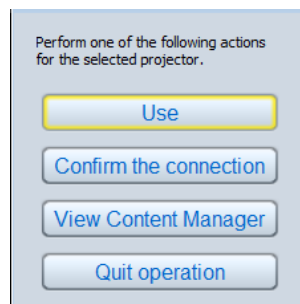 Perform one of the following actions
for the selected projector.
Use
Confirm the connection
View Content Manager
Quit operation